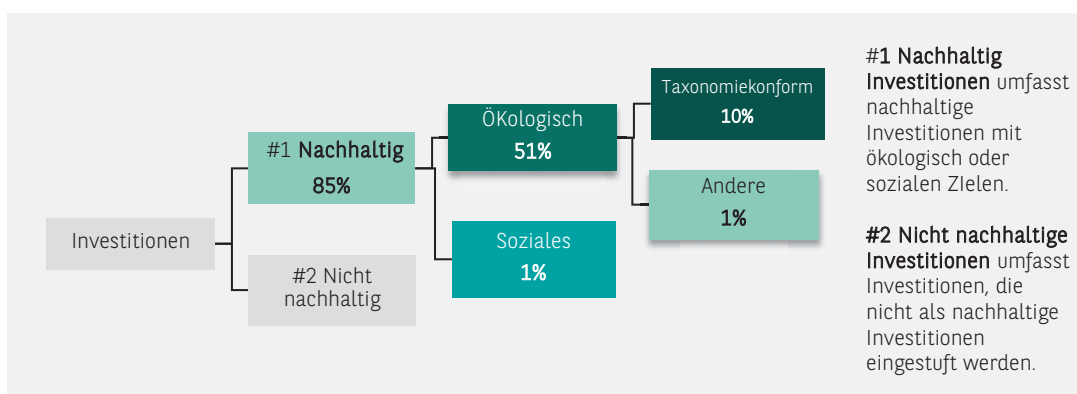 Investitionen
#1 Nachhaltig
85%
#2 Nicht
nachhaltig
Ökologisch
51%
Soziales
1%
Taxonomiekonform
10%
Andere
1%
#1 Nachhaltig
Investitionen umfasst
nachhaltige
Investitionen mit
ökologisch oder
sozialen ZIelen.
#2 Nicht nachhaltige
Investitionen umfasst
Investitionen, die
nicht als nachhaltige
Investitionen
eingestuft werden.